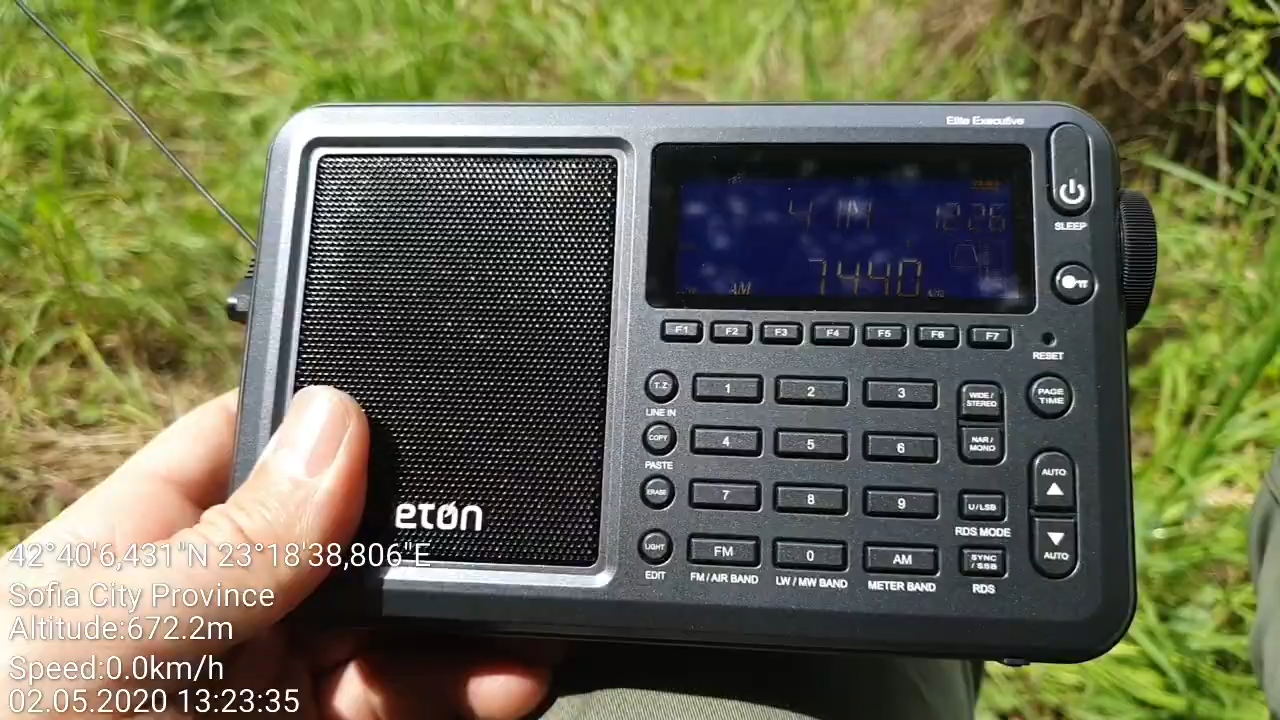 Elite Executive
41M 12:26
AM 7440 kHz
SLEEP
F1 F2 F3 F4 F5 F6 F7
RESET
T.Z 1 2 3 WIDE / STEREO PAGE TIME
LINE IN
COPY 4 5 6 NAR / MONO
PASTE
ERASE 7 8 9 U/LSB AUTO
RDS MODE
LIGHT FM 0 AM SYNC / SSB AUTO
EDIT FM / AIR BAND LW / MW BAND METER BAND RDS
etón
42°40'6,431"N 23°18'38,806"E
Sofia City Province
Altitude:672.2m
Speed:0.0km/h
02.05.2020 13:23:35